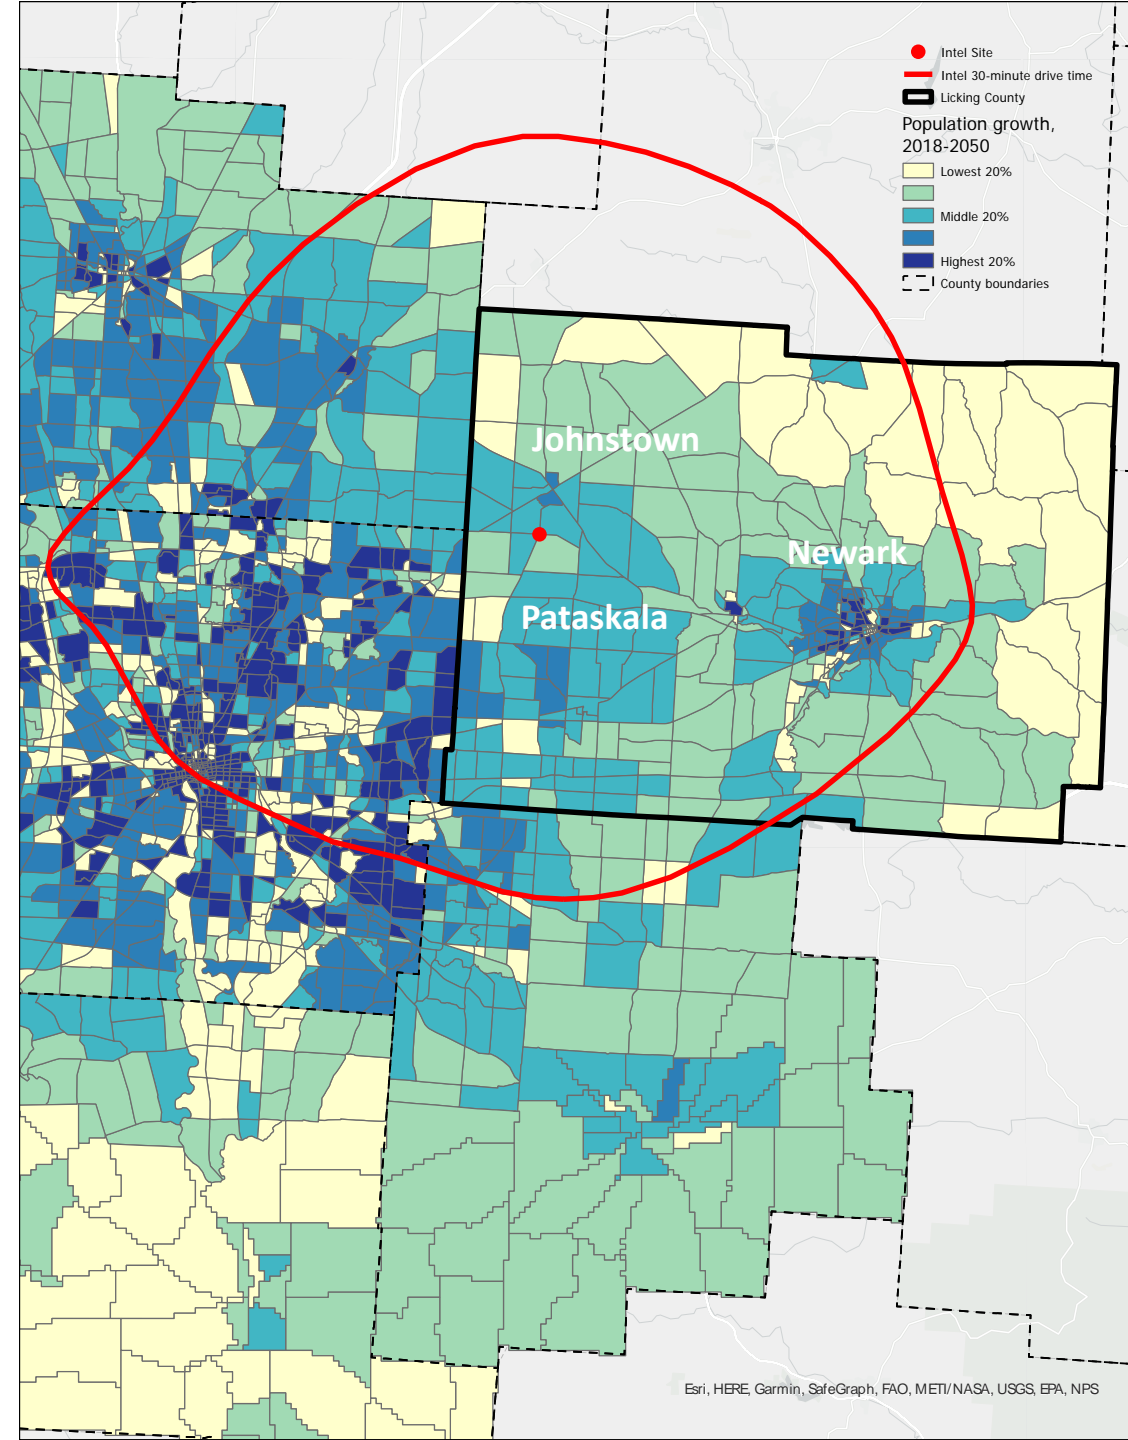 Intel Site
Intel 30-minute drive time
Licking County
Population growth,
2018-2050
Lowest 20%
Middle 20%
Highest 20%
County boundaries
Johnstown
Newark
Pataskala
Esri, HERE, Garmin, SafeGraph, FAO, METI/NASA, USGS, EPA, NPS